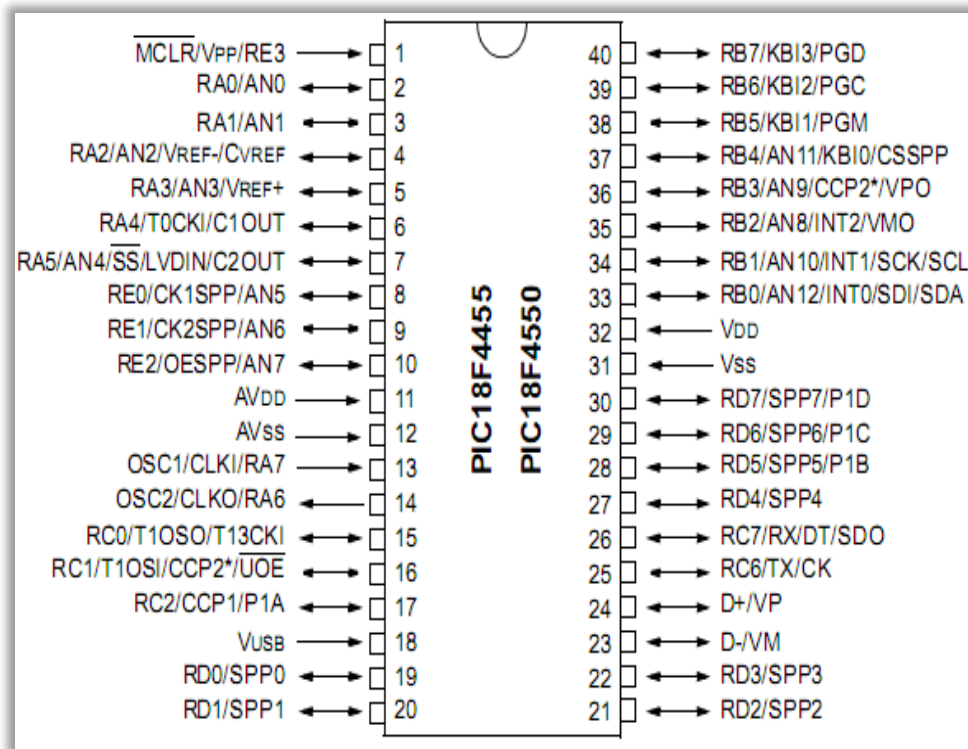 MCLR/VPP/RE3 1 40 RB7/KBI3/PGD
RA0/AN0 2 39 RB6/KBI2/PGC
RA1/AN1 3 38 RB5/KBI1/PGM
RA2/AN2/VREF-/CVREF 4 37 RB4/AN11/KBI0/CSSPP
RA3/AN3/VREF+ 5 36 RB3/AN9/CCP2*/VPO
RA4/T0CKI/C1OUT 6 35 RB2/AN8/INT2/VMO
RA5/AN4/SS/LVDIN/C2OUT 7 34 RB1/AN10/INT1/SCK/SCL
RE0/CK1SPP/AN5 8 33 RB0/AN12/INT0/SDI/SDA
RE1/CK2SPP/AN6 9 32 VDD
RE2/OESPP/AN7 10 31 VSS
AVDD 11 30 RD7/SPP7/P1D
AVSS 12 29 RD6/SPP6/P1C
OSC1/CLKI/RA7 13 28 RD5/SPP5/P1B
OSC2/CLKO/RA6 14 27 RD4/SPP4
RC0/T1OSO/T13CKI 15 26 RC7/RX/DT/SDO
RC1/T1OSI/CCP2*/UOE 16 25 RC6/TX/CK
RC2/CCP1/P1A 17 24 D+/VP
VUSB 18 23 D-/VM
RD0/SPP0 19 22 RD3/SPP3
RD1/SPP1 20 21 RD2/SPP2
PIC18F4455
PIC18F4550